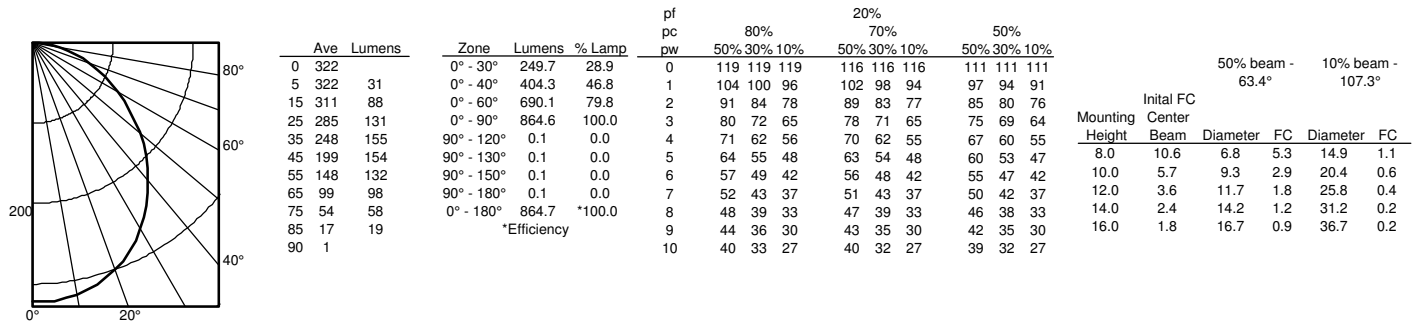 80°
60°
200
40°
0° 20°
Ave Lumens
0 322
5 322 31
15 311 88
25 285 131
35 248 155
45 199 154
55 148 132
65 99 98
75 54 58
85 17 19
90 1
Zone Lumens % Lamp
0° - 30° 249.7 28.9
0° - 40° 404.3 46.8
0° - 60° 690.1 79.8
0° - 90° 864.6 100.0
90° - 120° 0.1 0.0
90° - 130° 0.1 0.0
90° - 150° 0.1 0.0
90° - 180° 0.1 0.0
0° - 180° 864.7 *100.0
*Efficiency
pf 20%
pc 80% 70% 50%
pw 50% 30% 10% 50% 30% 10% 50% 30% 10%
0 119 119 119 116 116 116 111 111 111
1 104 100 96 102 98 94 97 94 91
2 91 84 78 89 83 77 85 80 76
3 80 72 65 78 71 65 75 69 64
4 71 62 56 70 62 55 67 60 55
5 64 55 48 63 54 48 60 53 47
6 57 49 42 56 48 42 55 47 42
7 52 43 37 51 43 37 50 42 37
8 48 39 33 47 39 33 46 38 33
9 44 36 30 43 35 30 42 35 30
10 40 33 27 40 32 27 39 32 27
50% beam - 10% beam -
63.4° 107.3°
Inital FC
Mounting Center
Height Beam Diameter FC Diameter FC
8.0 10.6 6.8 5.3 14.9 1.1
10.0 5.7 9.3 2.9 20.4 0.6
12.0 3.6 11.7 1.8 25.8 0.4
14.0 2.4 14.2 1.2 31.2 0.2
16.0 1.8 16.7 0.9 36.7 0.2